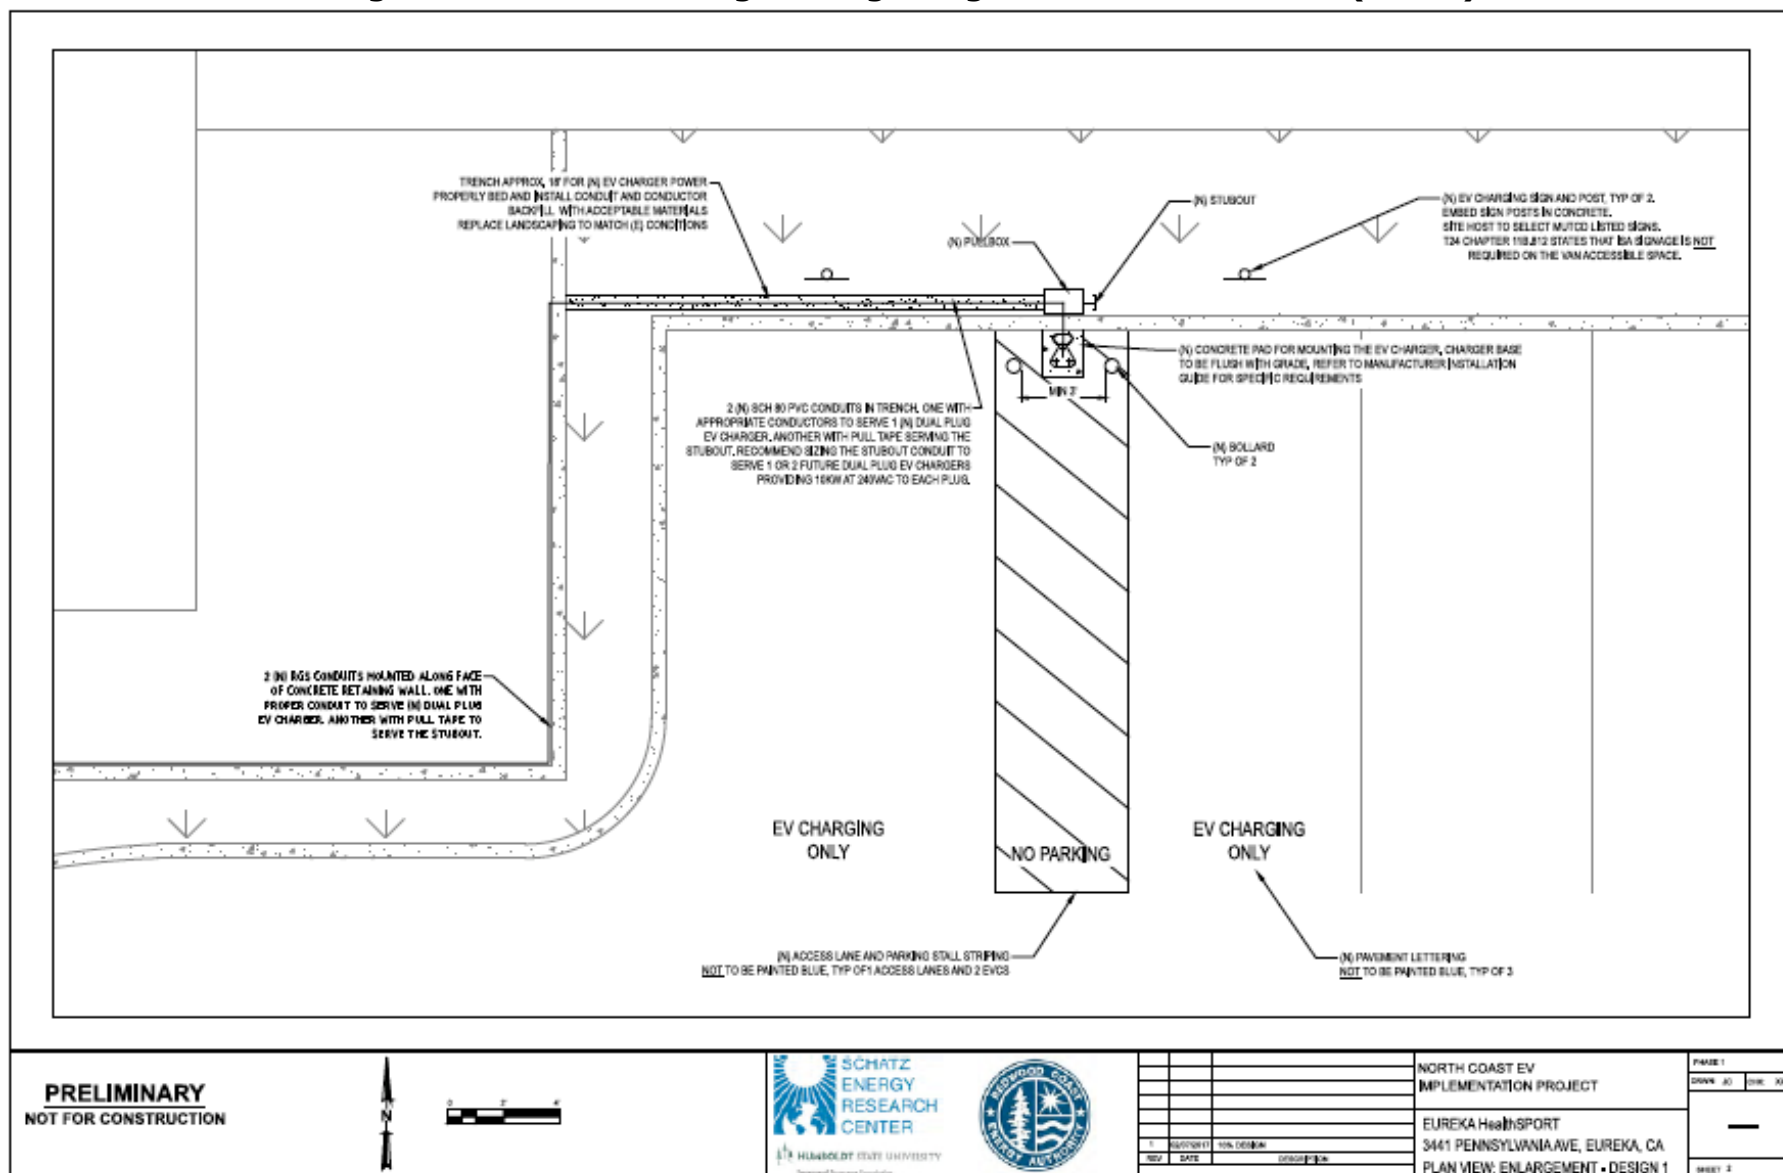 TRENCH APPROX. 18' FOR (N) EV CHARGER POWER
PROPERLY BED AND INSTALL CONDUIT AND CONDUCTOR
BACKFILL WITH ACCEPTABLE MATERIALS
REPLACE LANDSCAPING TO MATCH (E) CONDITIONS
(N) PULLBOX
(N) STUBOUT
(N) EV CHARGING SIGN AND POST, TYP OF 2.
EMBED SIGN POSTS IN CONCRETE.
SITE HOST TO SELECT MUTCD LISTED SIGNS.
T24 CHAPTER 11B.812 STATES THAT ISA SIGNAGE IS NOT
REQUIRED ON THE VAN ACCESSIBLE SPACE.
(N) CONCRETE PAD FOR MOUNTING THE EV CHARGER, CHARGER BASE
TO BE FLUSH WITH GRADE, REFER TO MANUFACTURER INSTALLATION
GUIDE FOR SPECIFIC REQUIREMENTS
MIN 3'
2 (N) SCH 80 PVC CONDUITS IN TRENCH. ONE WITH
APPROPRIATE CONDUCTORS TO SERVE 1 (N) DUAL PLUG
EV CHARGER. ANOTHER WITH PULL TAPE SERVING THE
STUBOUT. RECOMMEND SIZING THE STUBOUT CONDUIT TO
SERVE 1 OR 2 FUTURE DUAL PLUG EV CHARGERS
PROVIDING 10KW AT 240VAC TO EACH PLUG.
(N) BOLLARD
TYP OF 2
2 (N) RGS CONDUITS MOUNTED ALONG FACE
OF CONCRETE RETAINING WALL. ONE WITH
PROPER CONDUIT TO SERVE (N) DUAL PLUG
EV CHARGER. ANOTHER WITH PULL TAPE TO
SERVE THE STUBOUT.
EV CHARGING
ONLY
NO PARKING
EV CHARGING
ONLY
(N) ACCESS LANE AND PARKING STALL STRIPING
NOT TO BE PAINTED BLUE, TYP OF 1 ACCESS LANES AND 2 EVCS
(N) PAVEMENT LETTERING
NOT TO BE PAINTED BLUE, TYP OF 3
PRELIMINARY
NOT FOR CONSTRUCTION
N
0 2' 4'
SCHATZ
ENERGY
RESEARCH
CENTER
HUMBOLDT STATE UNIVERSITY
REDWOOD COAST
ENERGY AUTHORITY
1 02/07/2017 10% DESIGN
REV DATE DESCRIPTION
NORTH COAST EV
IMPLEMENTATION PROJECT
EUREKA HealthSPORT
3441 PENNSYLVANIA AVE, EUREKA, CA
PLAN VIEW: ENLARGEMENT - DESIGN 1
PHASE 1
DRWN JO CHK
SHEET 2